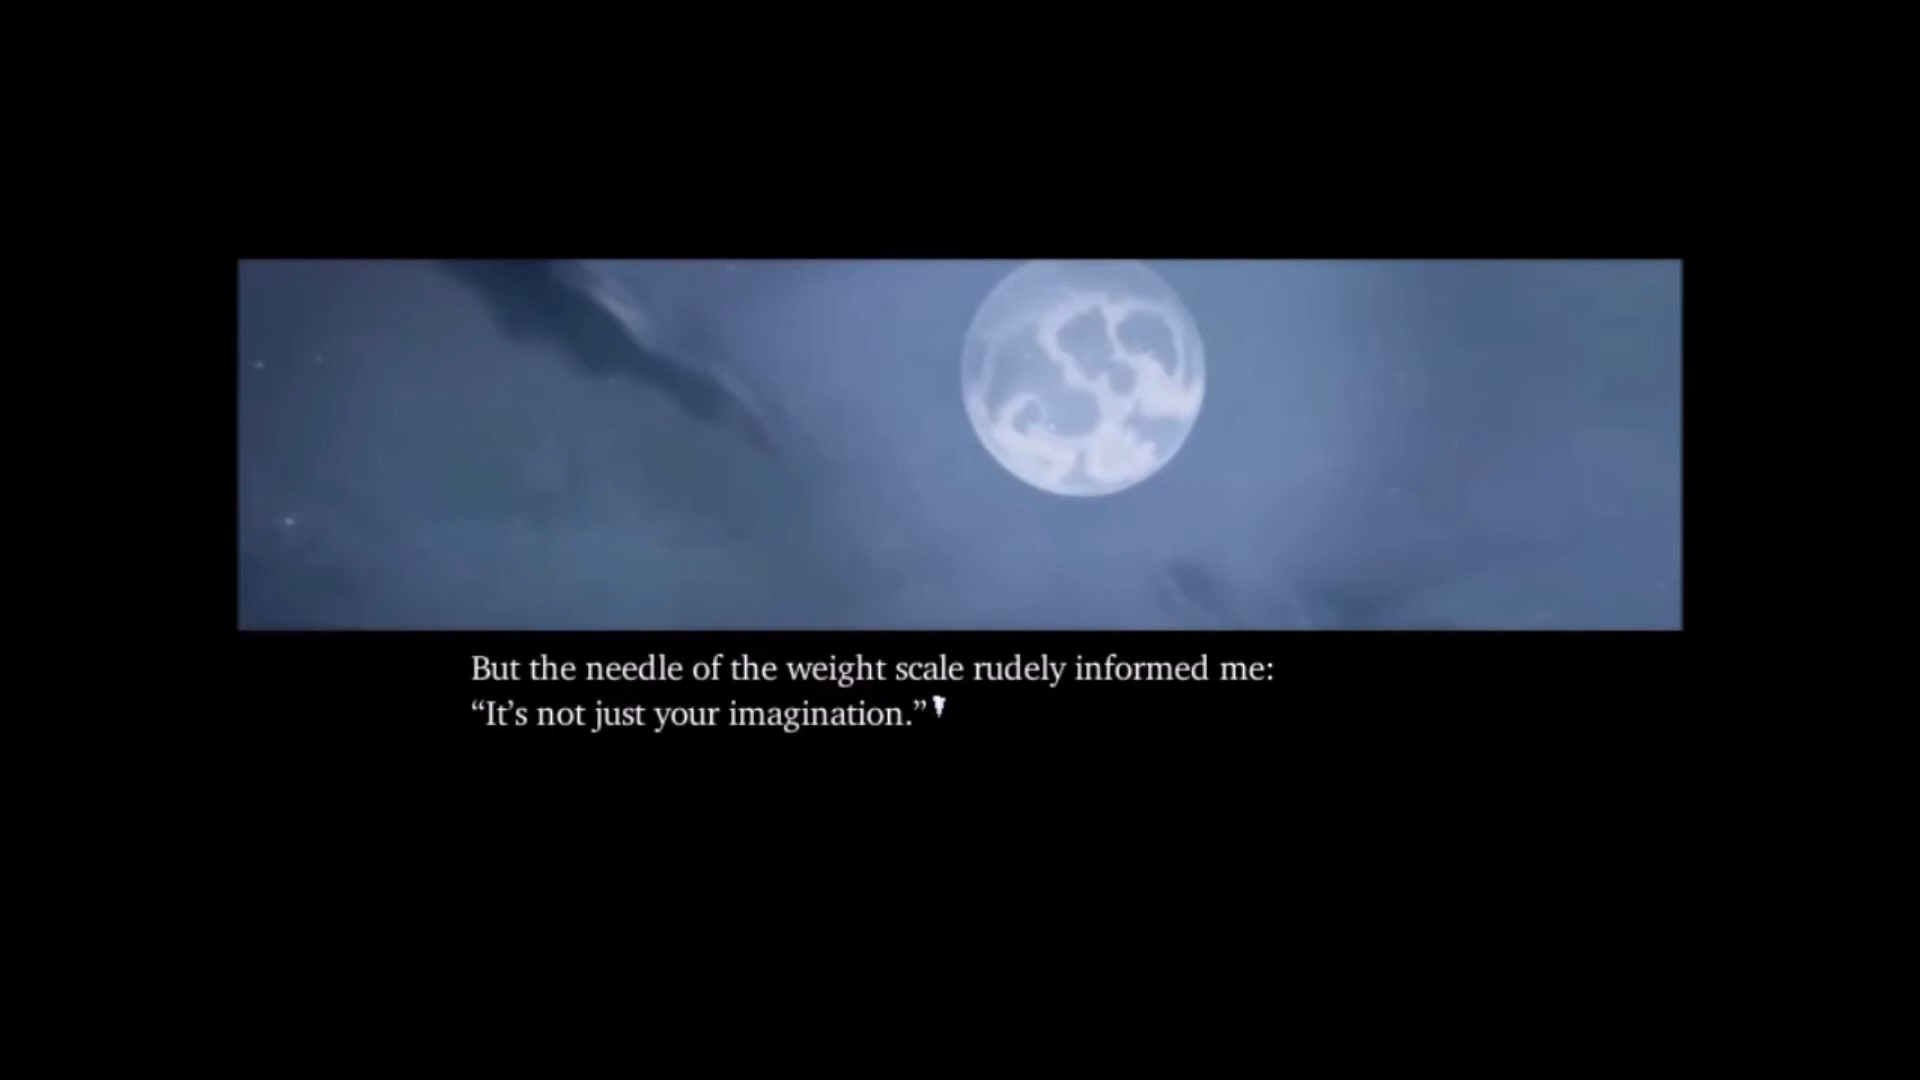 But the needle of the weight scale rudely informed me:
“It’s not just your imagination.”